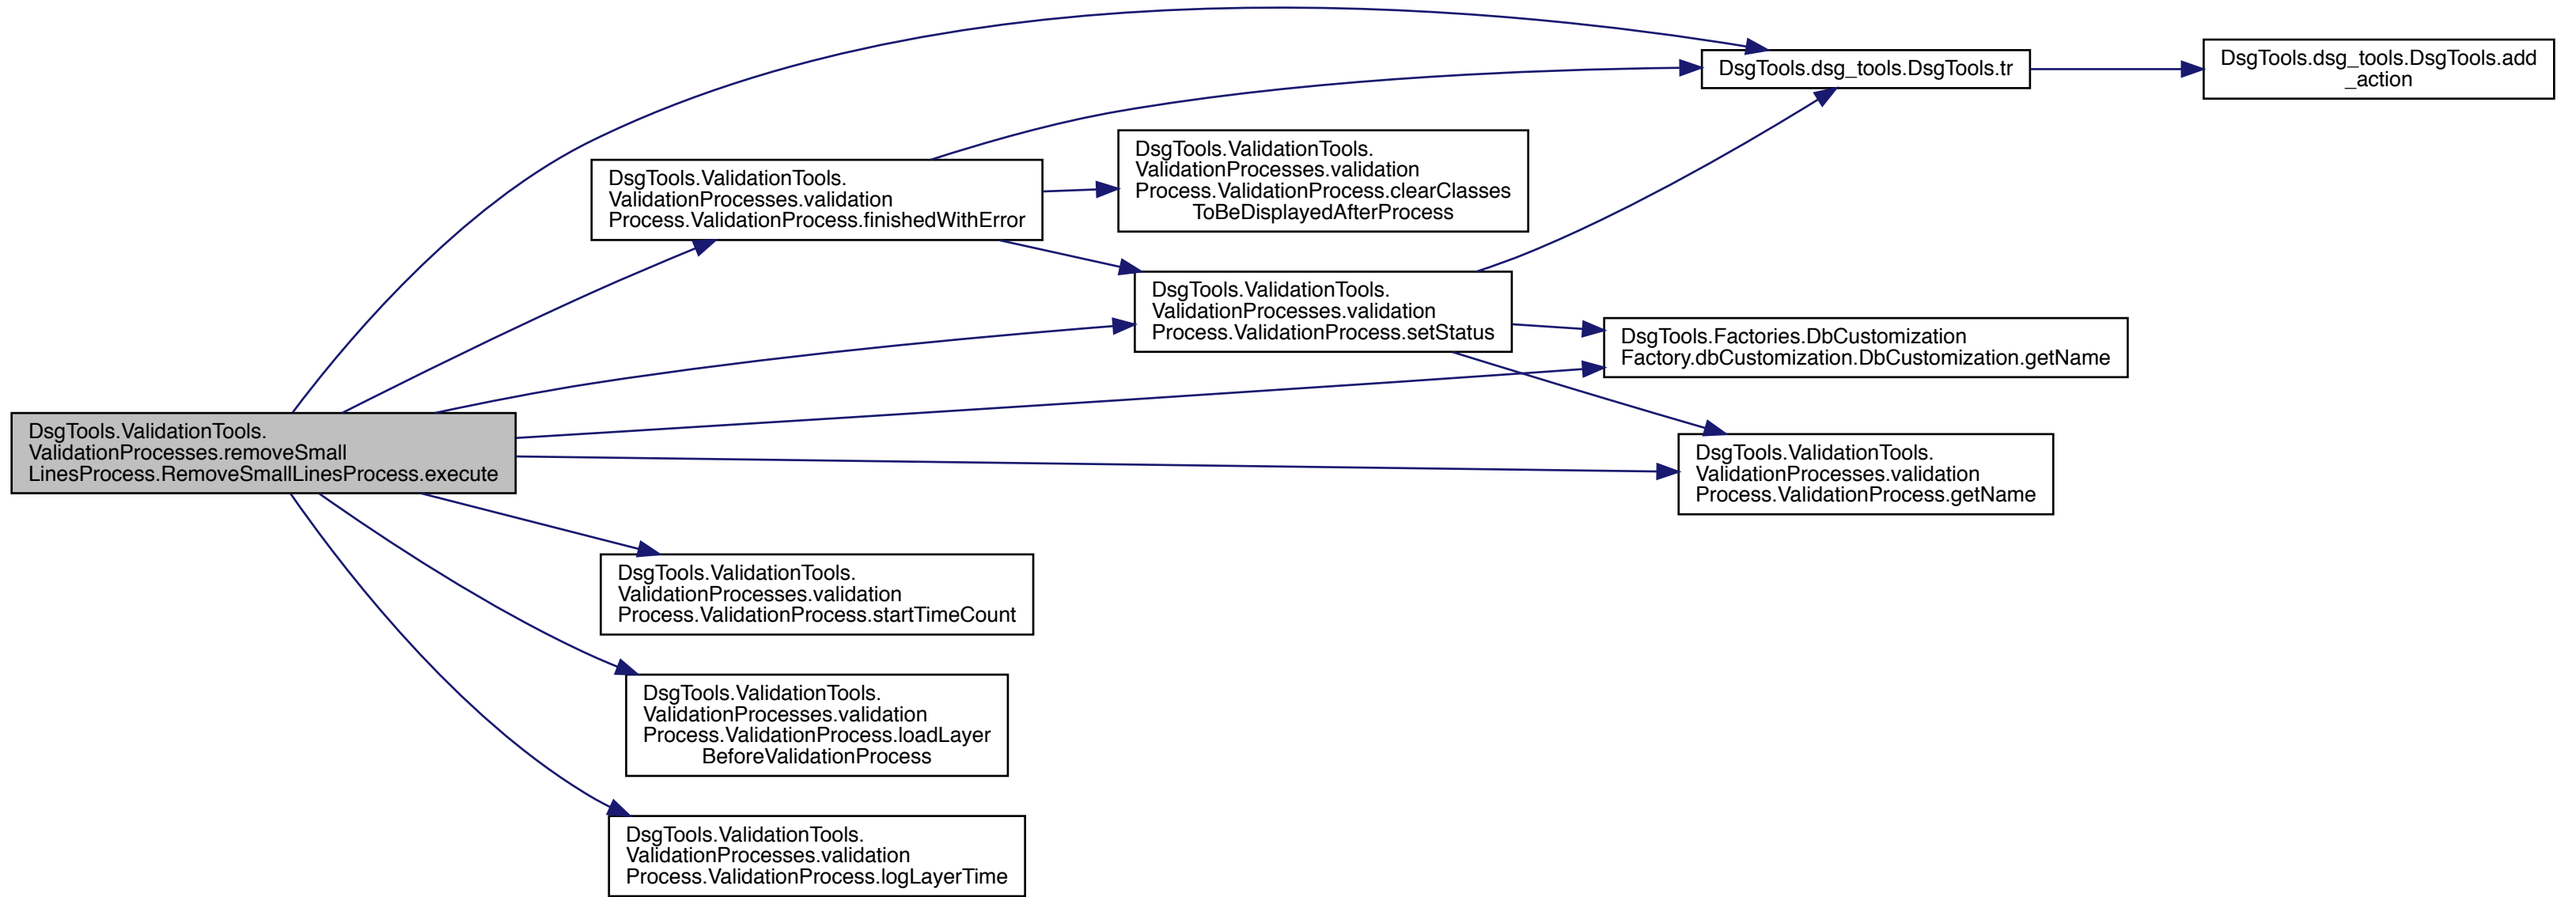 DsgTools.dsg_tools.DsgTools.tr
DsgTools.dsg_tools.DsgTools.add
_action
DsgTools.ValidationTools.
ValidationProcesses.validation
Process.ValidationProcess.finishedWithError
DsgTools.ValidationTools.
ValidationProcesses.validation
Process.ValidationProcess.clearClasses
ToBeDisplayedAfterProcess
DsgTools.ValidationTools.
ValidationProcesses.validation
Process.ValidationProcess.setStatus
DsgTools.Factories.DbCustomization
Factory.dbCustomization.DbCustomization.getName
DsgTools.ValidationTools.
ValidationProcesses.removeSmall
LinesProcess.RemoveSmallLinesProcess.execute
DsgTools.ValidationTools.
ValidationProcesses.validation
Process.ValidationProcess.getName
DsgTools.ValidationTools.
ValidationProcesses.validation
Process.ValidationProcess.startTimeCount
DsgTools.ValidationTools.
ValidationProcesses.validation
Process.ValidationProcess.loadLayer
BeforeValidationProcess
DsgTools.ValidationTools.
ValidationProcesses.validation
Process.ValidationProcess.logLayerTime